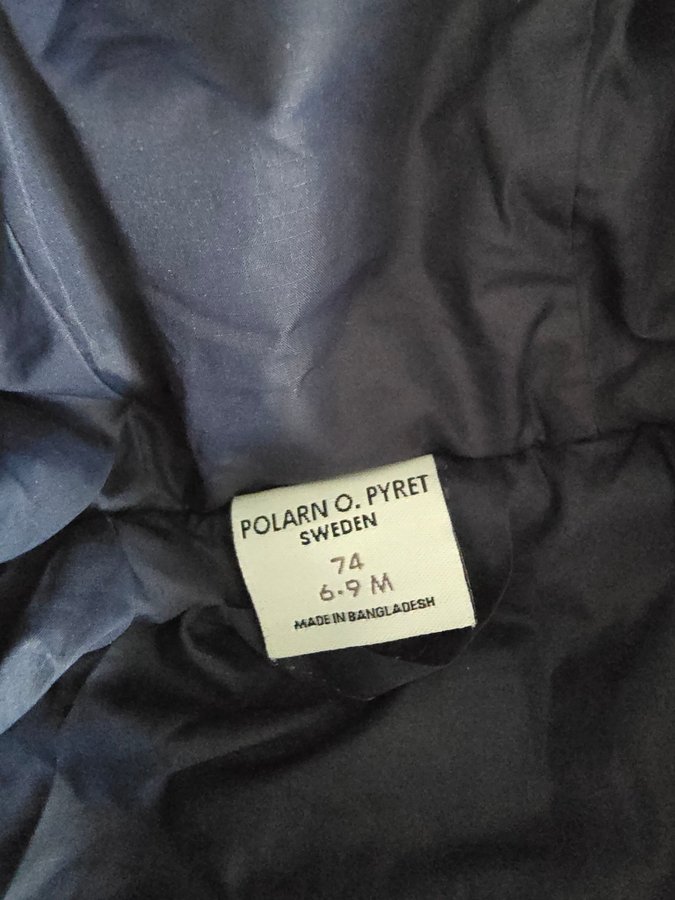 POLARN O. PYRET
SWEDEN
74
6-9 M
MADE IN BANGLADESH